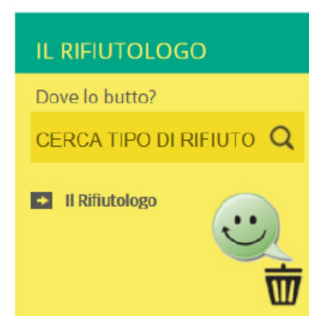 IL RIFIUTOLOGO
Dove lo butto?
CERCA TIPO DI RIFIUTO
Il Rifiutologo